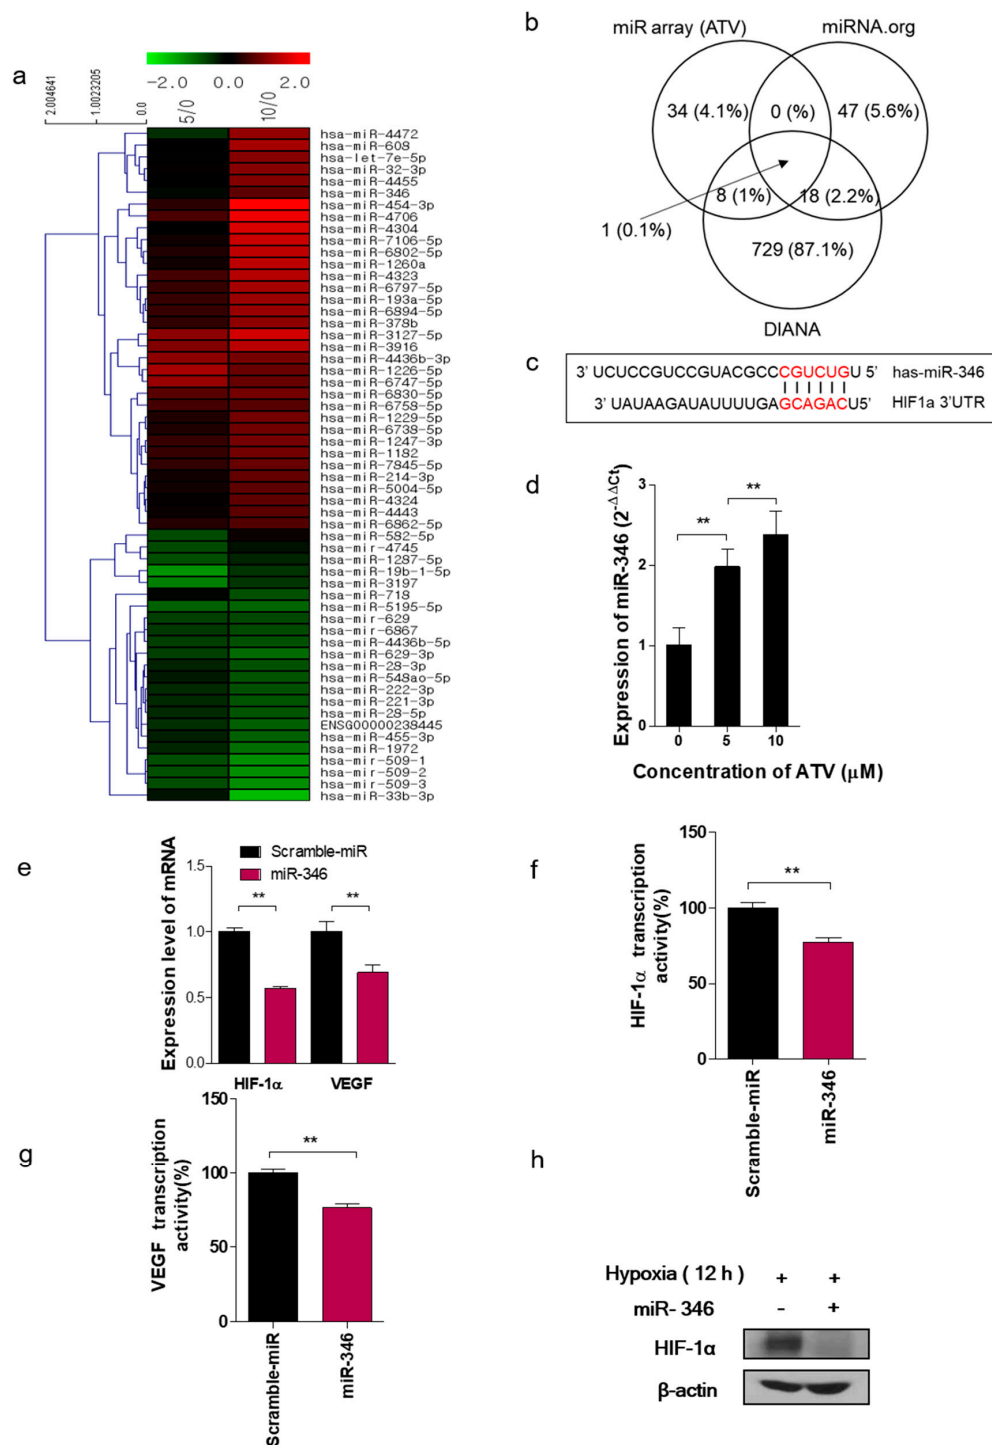 a
-2.0 0.0 2.0
2.004641
1.0023205
0.0
5/0
10/0
hsa-miR-4472
hsa-miR-608
hsa-let-7e-5p
hsa-miR-32-3p
hsa-miR-4455
hsa-miR-346
hsa-miR-454-3p
hsa-miR-4706
hsa-miR-4304
hsa-miR-7106-5p
hsa-miR-6802-5p
hsa-miR-1260a
hsa-miR-4323
hsa-miR-6797-5p
hsa-miR-193a-5p
hsa-miR-6894-5p
hsa-miR-378b
hsa-miR-3127-5p
hsa-miR-3916
hsa-miR-4436b-3p
hsa-miR-1226-5p
hsa-miR-6747-5p
hsa-miR-6830-5p
hsa-miR-6758-5p
hsa-miR-1229-5p
hsa-miR-6738-5p
hsa-miR-1247-3p
hsa-miR-1182
hsa-miR-7845-5p
hsa-miR-214-3p
hsa-miR-5004-5p
hsa-miR-4324
hsa-miR-4443
hsa-miR-6862-5p
hsa-miR-582-5p
hsa-mir-4745
hsa-miR-1287-5p
hsa-miR-19b-1-5p
hsa-miR-3197
hsa-miR-718
hsa-miR-5195-5p
hsa-mir-629
hsa-mir-6867
hsa-miR-4436b-5p
hsa-miR-629-3p
hsa-miR-28-3p
hsa-miR-548ao-5p
hsa-miR-222-3p
hsa-miR-221-3p
hsa-miR-28-5p
ENSG00000238445
hsa-miR-455-3p
hsa-miR-1972
hsa-mir-509-1
hsa-mir-509-2
hsa-mir-509-3
hsa-miR-33b-3p
b
miR array (ATV)
miRNA.org
34 (4.1%)
0 (%)
47 (5.6%)
8 (1%)
18 (2.2%)
1 (0.1%)
729 (87.1%)
DIANA
c
3' UCUCCGUCCGUACGCCCGUCUGU 5' has-miR-346
3' UAUAAGAUAUUUUGAGCAGACU5' HIF1a 3'UTR
d
Expression of miR-346 (2-ΔΔCt)
3
2
1
0
**
**
0 5 10
Concentration of ATV (μM)
e
Scramble-miR
miR-346
Expression level of mRNA
1.5
1.0
0.5
0.0
**
**
HIF-1α VEGF
f
HIF-1α transcription
activity(%)
150
100
50
0
**
Scramble-miR
miR-346
g
VEGF transcription
activity(%)
150
100
50
0
**
Scramble-miR
miR-346
h
Hypoxia ( 12 h ) + +
miR- 346 - +
HIF-1α
β-actin